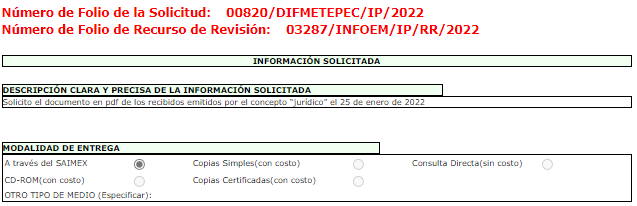 Número de Folio de la Solicitud: 00820/DIFMETEPEC/IP/2022
Número de Folio de Recurso de Revisión: 03287/INFOEM/IP/RR/2022
INFORMACIÓN SOLICITADA
DESCRIPCIÓN CLARA Y PRECISA DE LA INFORMACIÓN SOLICITADA
Solicito el documento en pdf de los recibidos emitidos por el concepto "jurídico" el 25 de enero de 2022
MODALIDAD DE ENTREGA
A través del SAIMEX Copias Simples(con costo) Consulta Directa(sin costo)
CD-ROM(con costo) Copias Certificadas(con costo)
OTRO TIPO DE MEDIO (Especificar):